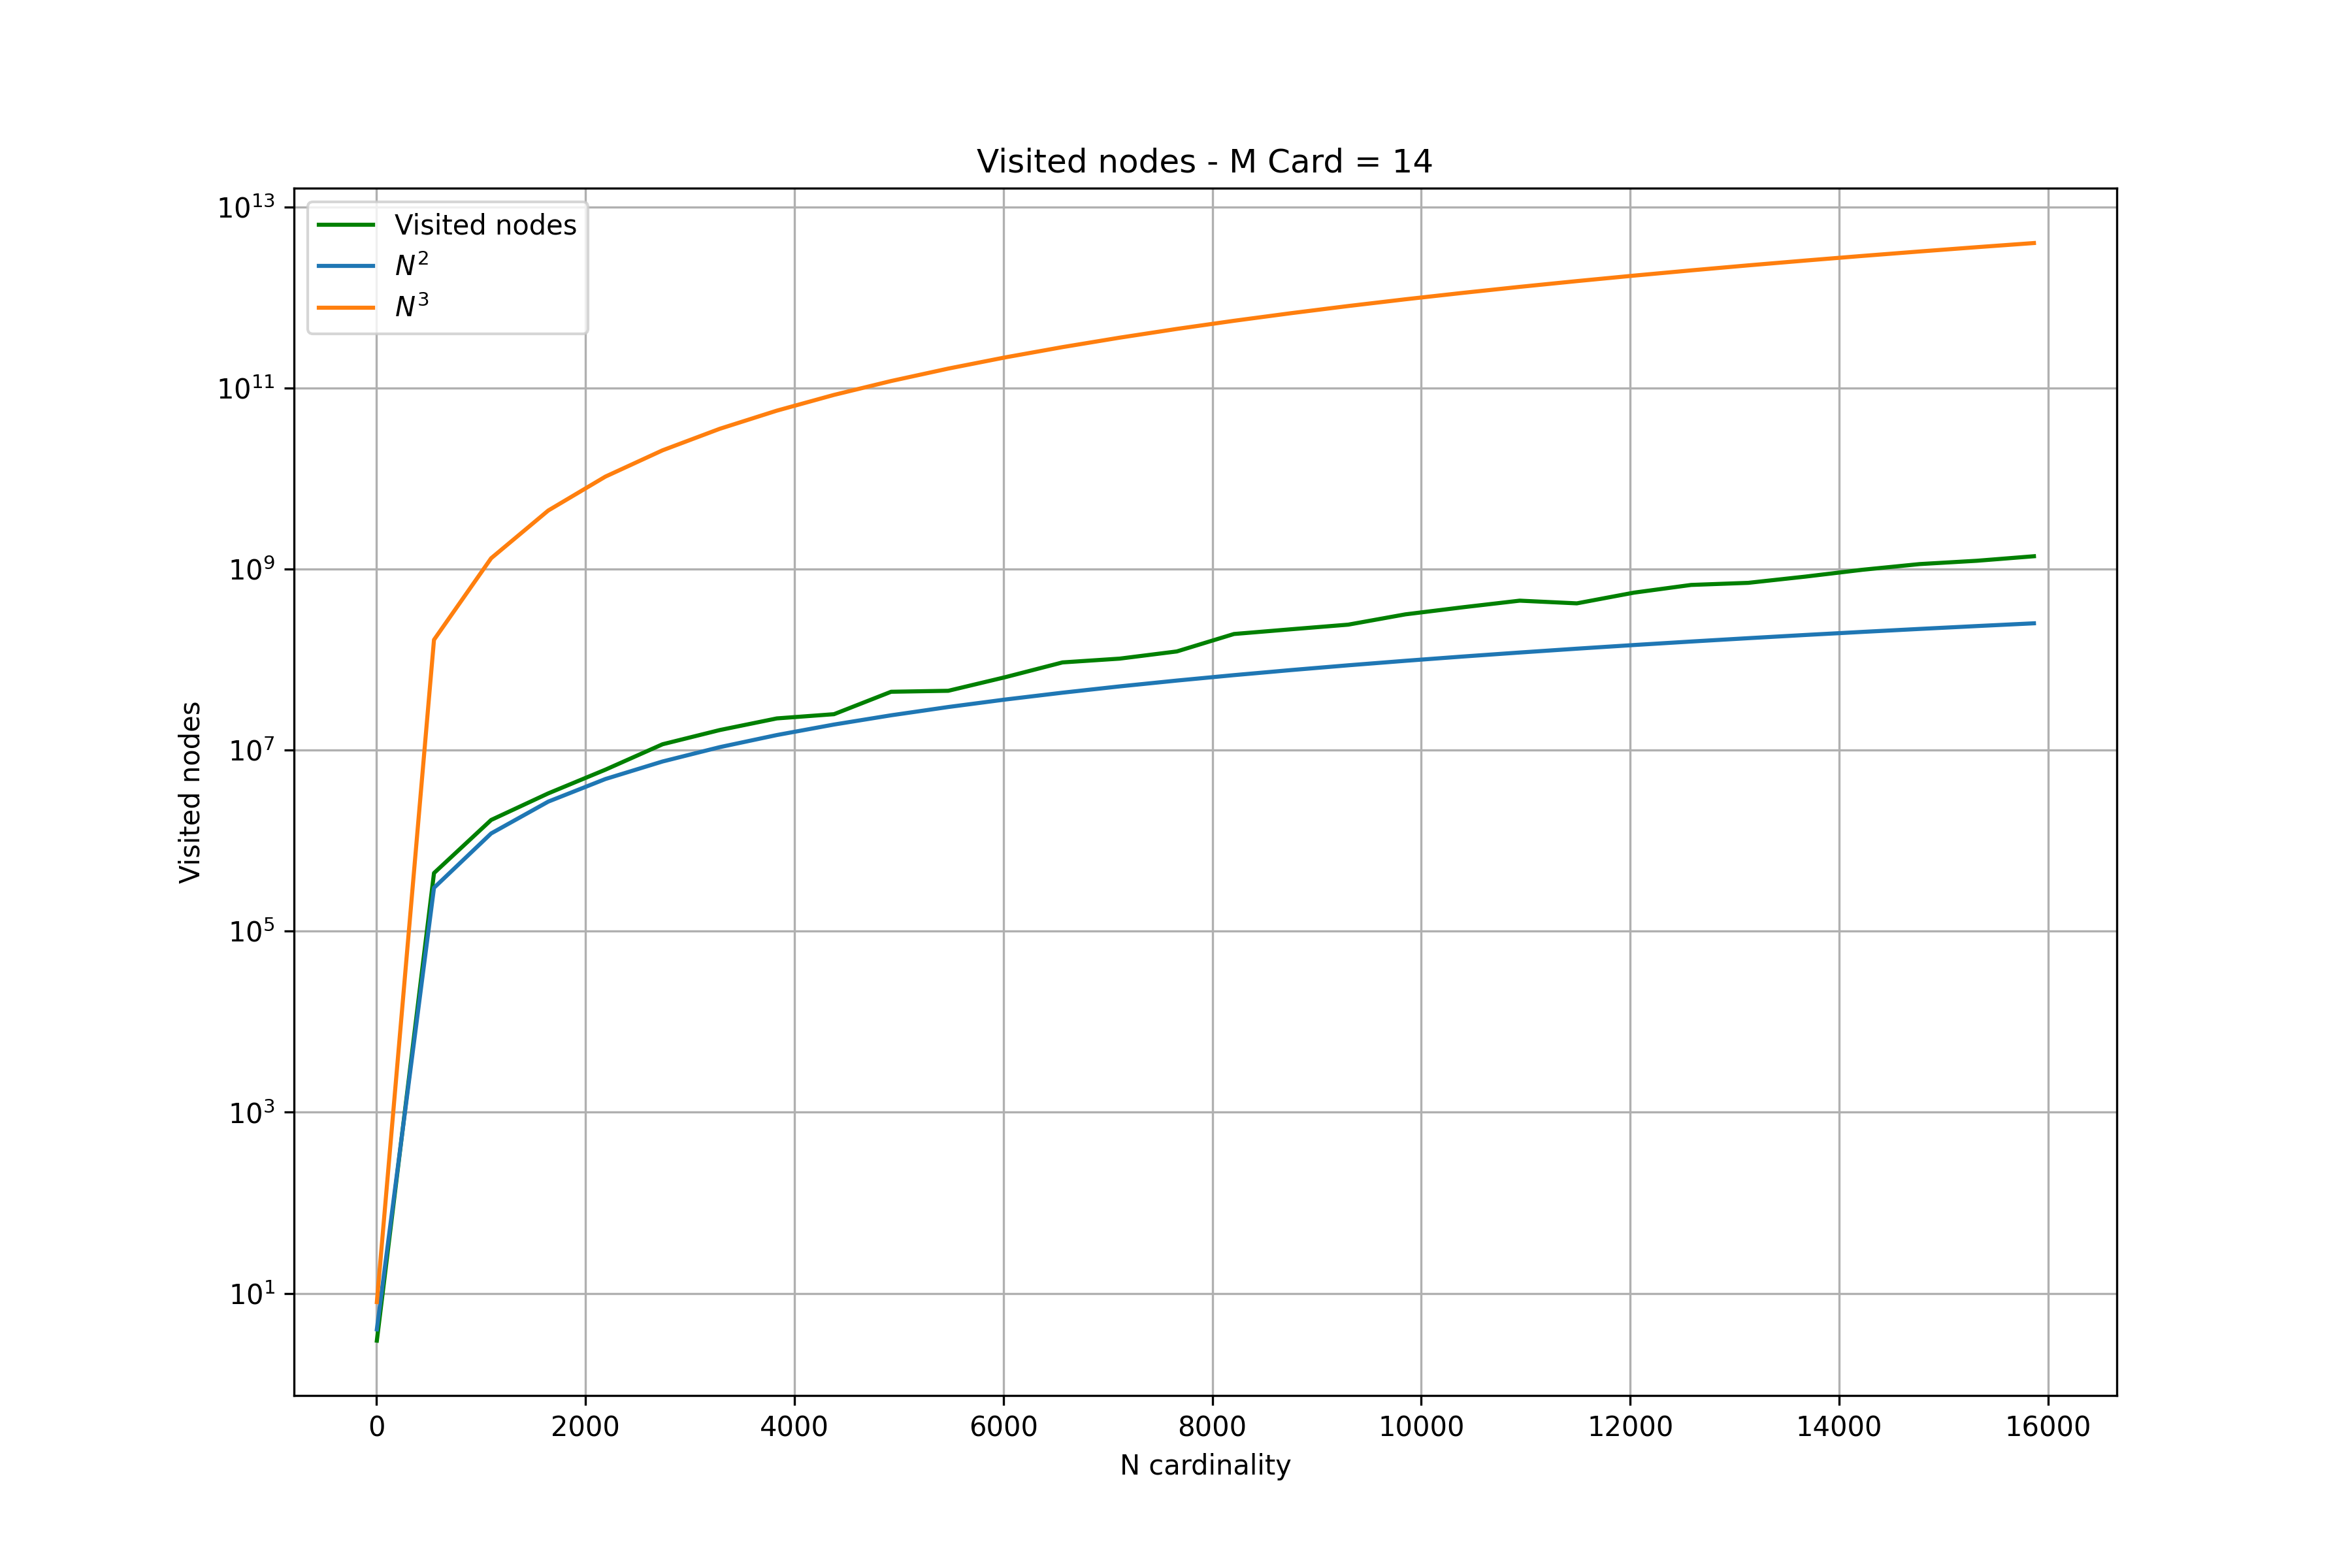 Visited nodes - M Card = 14
Visited nodes
N²
N³
10¹³
10¹¹
10⁹
10⁷
10⁵
10³
10¹
Visited nodes
0 2000 4000 6000 8000 10000 12000 14000 16000
N cardinality